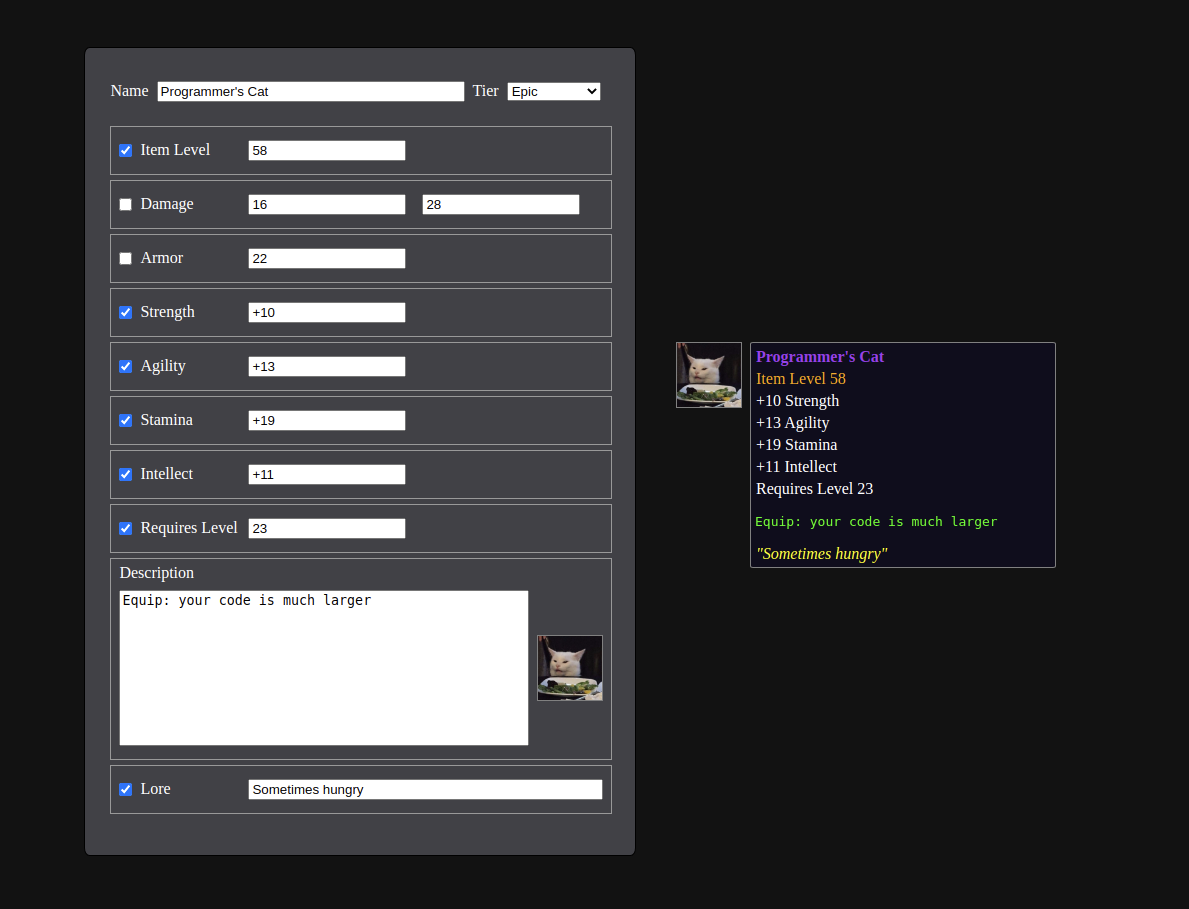 Name Programmer's Cat Tier Epic
Item Level 58
Damage 16 28
Armor 22
Strength +10
Agility +13
Stamina +19
Intellect +11
Requires Level 23
Description
Equip: your code is much larger
Lore Sometimes hungry
Programmer's Cat
Item Level 58
+10 Strength
+13 Agility
+19 Stamina
+11 Intellect
Requires Level 23
Equip: your code is much larger
"Sometimes hungry"